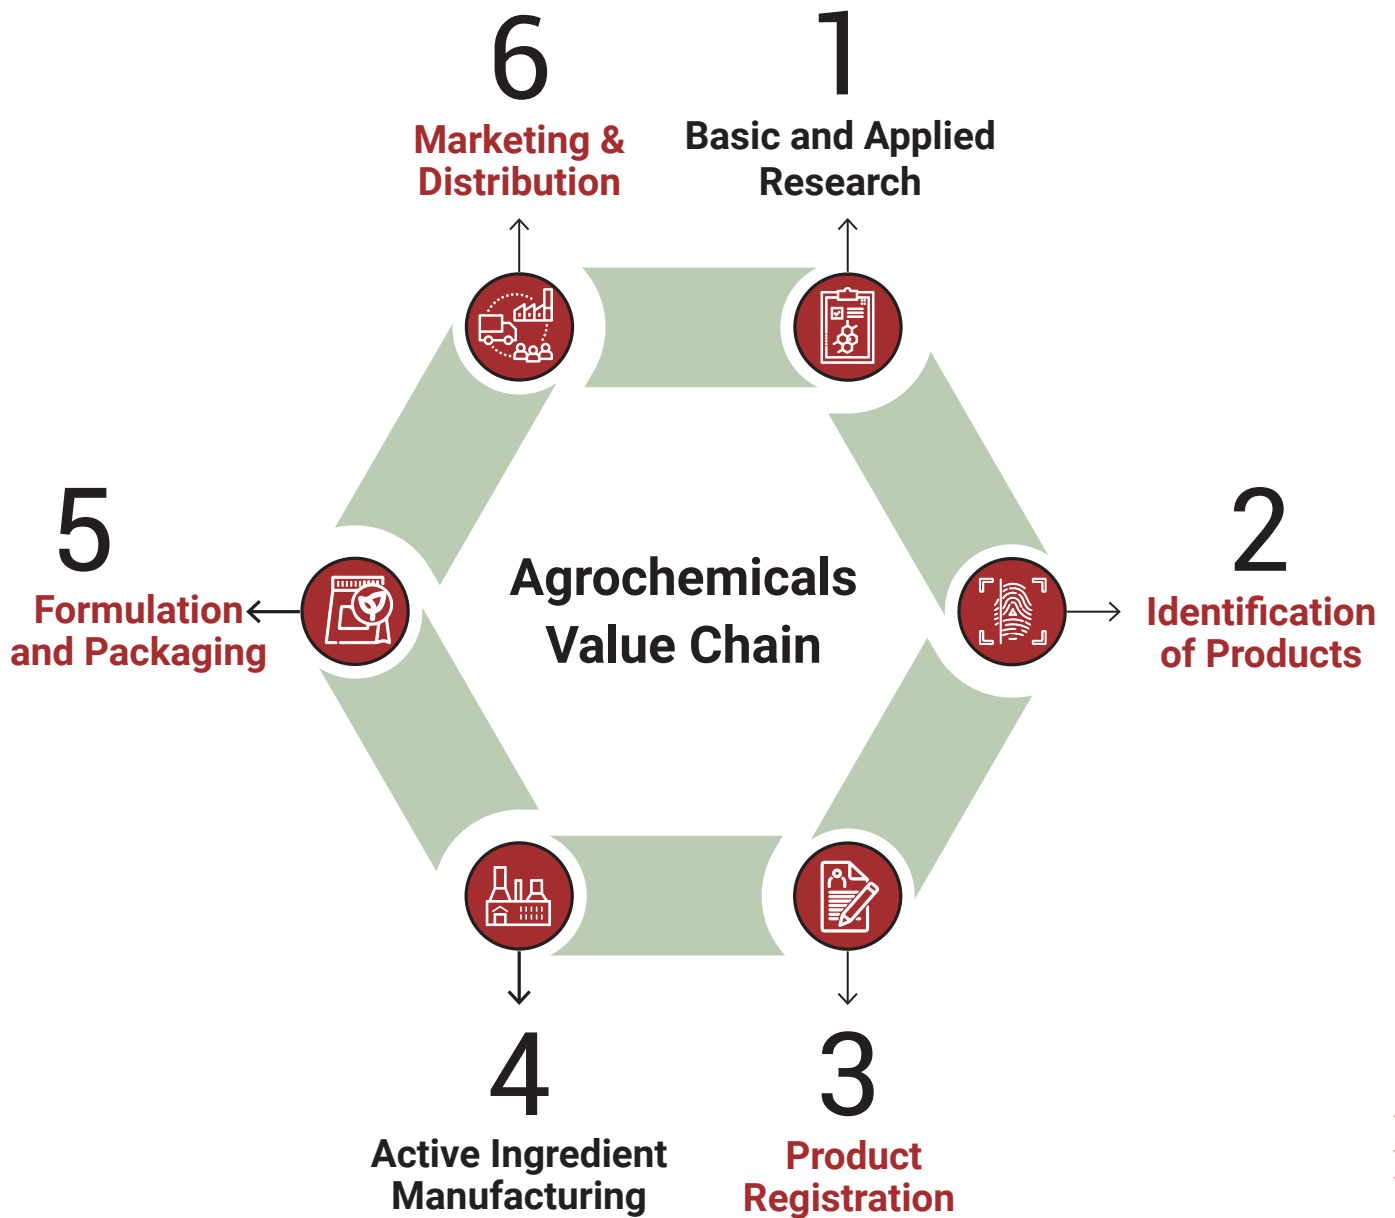 6
Marketing &
Distribution
1
Basic and Applied
Research
5
Formulation
and Packaging
Agrochemicals
Value Chain
2
Identification
of Products
4
Active Ingredient
Manufacturing
3
Product
Registration